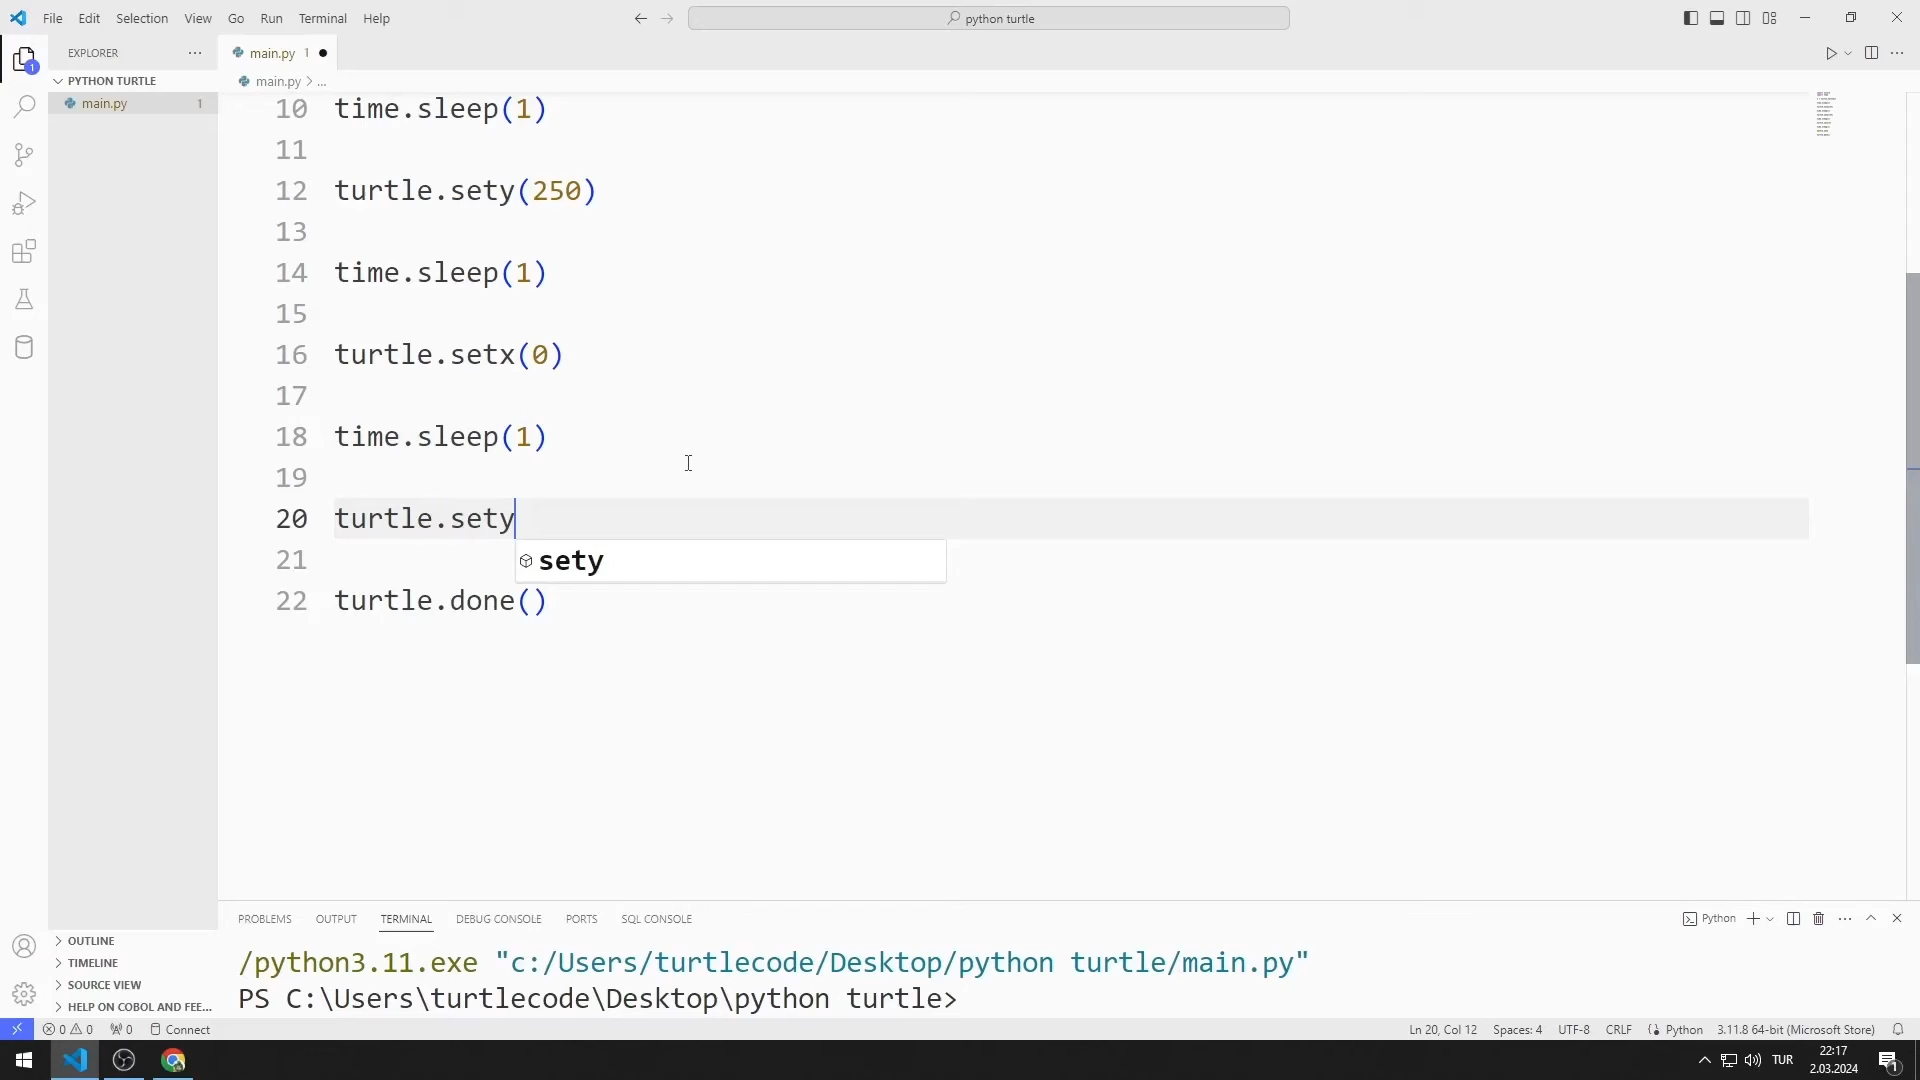 File Edit Selection View Go Run Terminal Help
python turtle
EXPLORER
PYTHON TURTLE
main.py 1
main.py 1
main.py > ...
10 time.sleep(1)
11
12 turtle.sety(250)
13
14 time.sleep(1)
15
16 turtle.setx(0)
17
18 time.sleep(1)
19
20 turtle.sety
sety
21
22 turtle.done()
OUTLINE
TIMELINE
SOURCE VIEW
HELP ON COBOL AND FEE...
PROBLEMS OUTPUT TERMINAL DEBUG CONSOLE PORTS SQL CONSOLE
Python
/python3.11.exe "c:/Users/turtlecode/Desktop/python turtle/main.py"
PS C:\Users\turtlecode\Desktop\python turtle>
0 0 0 Connect
Ln 20, Col 12 Spaces: 4 UTF-8 CRLF Python 3.11.8 64-bit (Microsoft Store)
TUR
22:17
2.03.2024
1
1